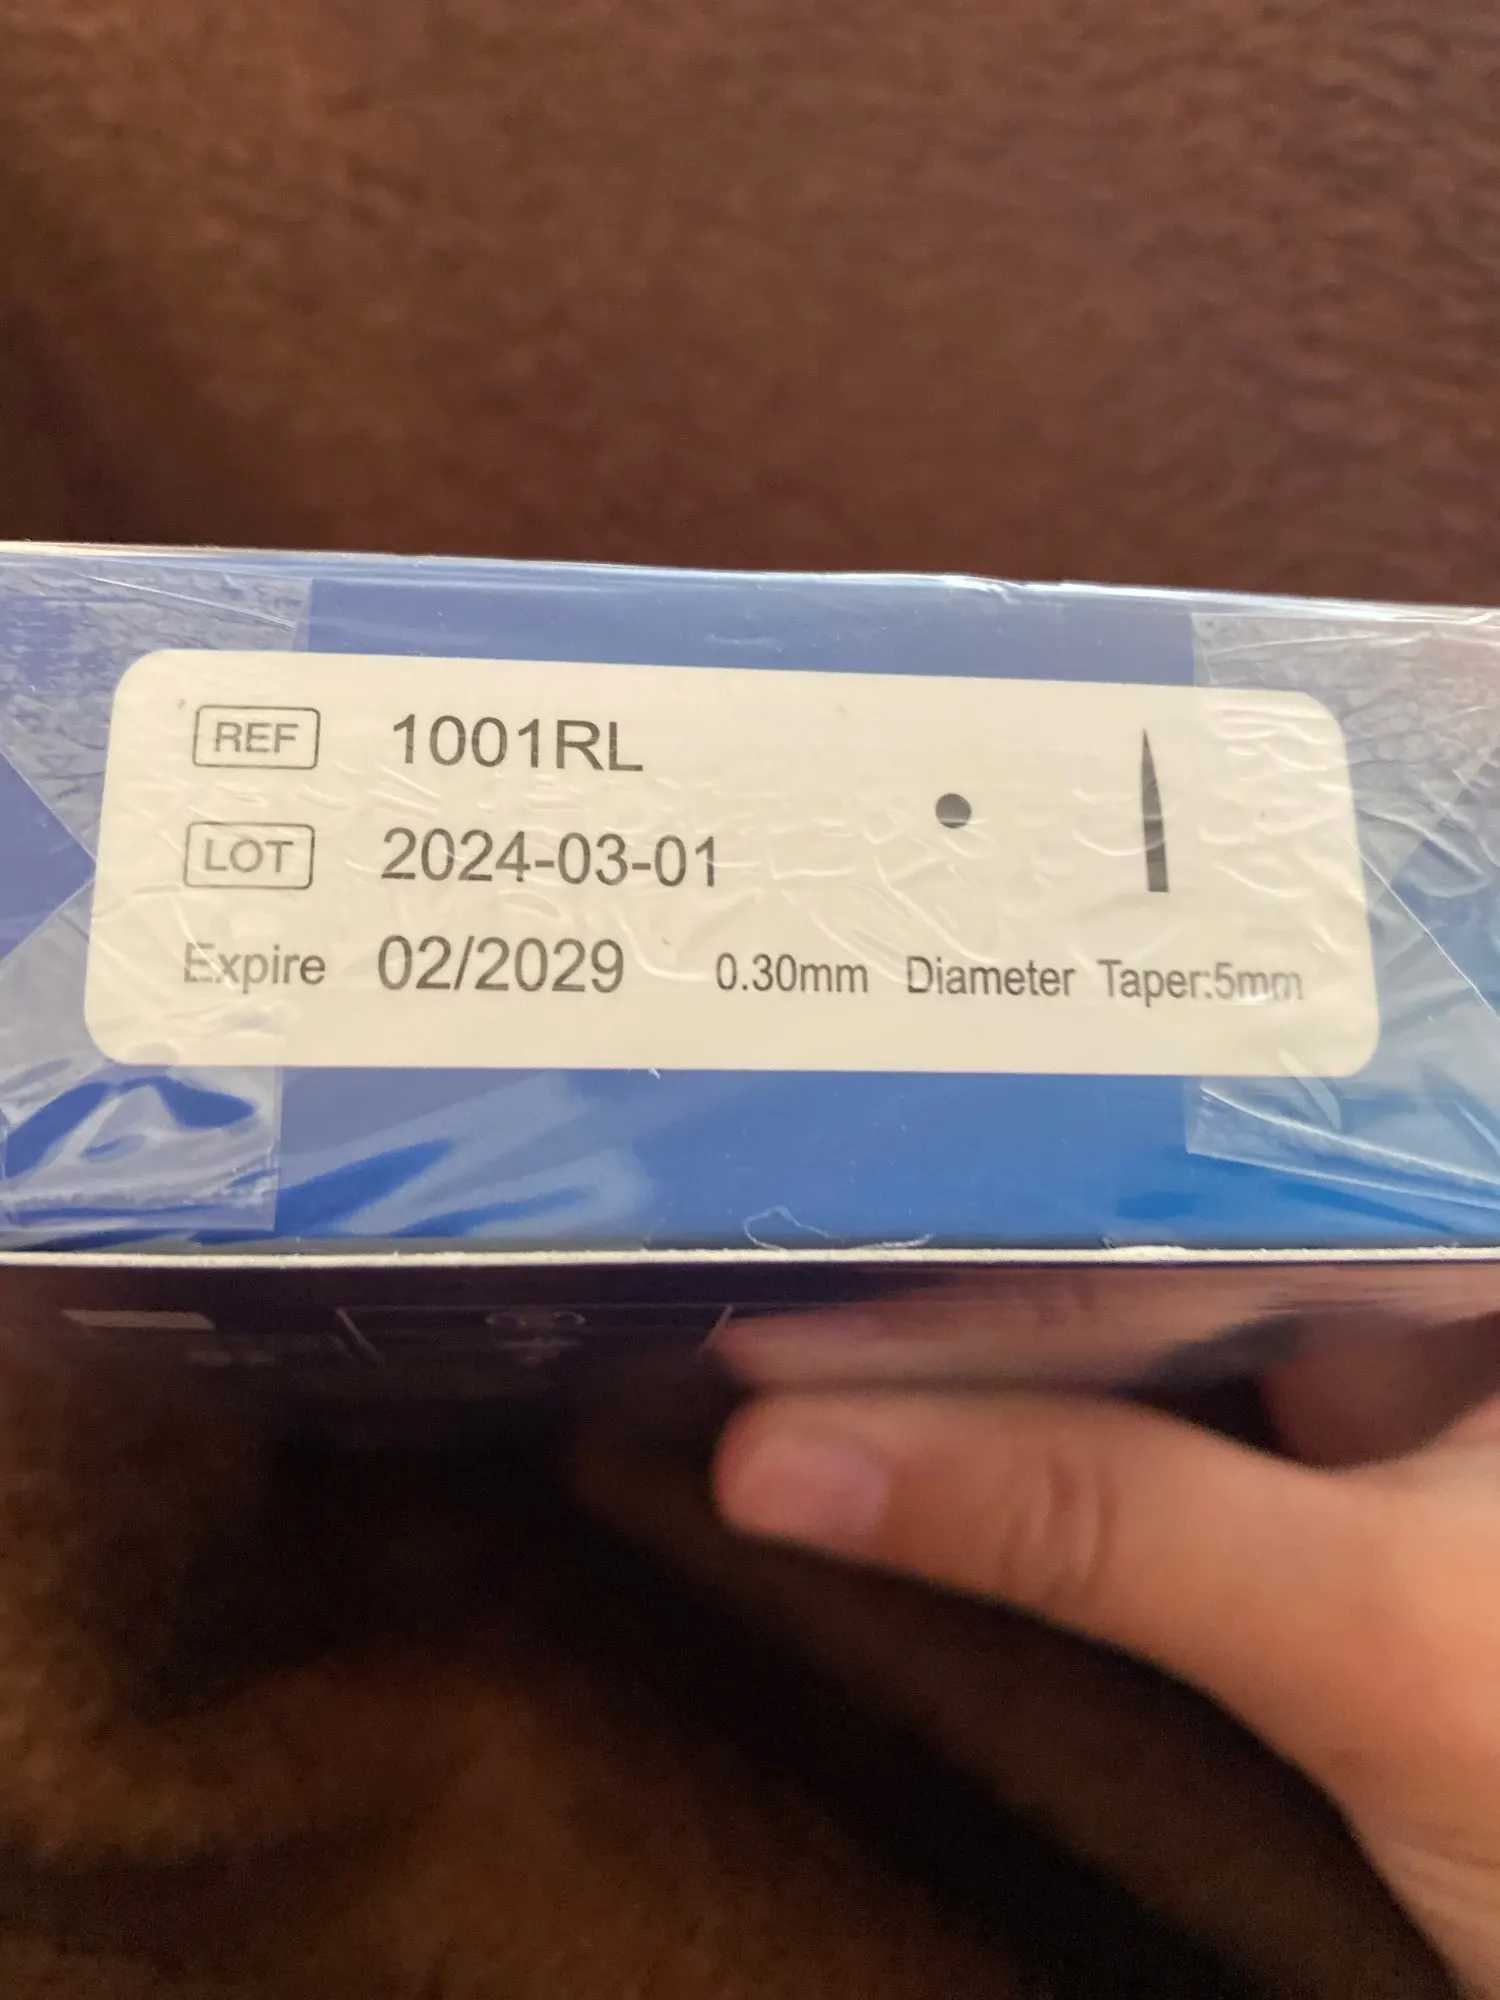 REF 1001RL
LOT 2024-03-01
Expire 02/2029 0.30mm Diameter Taper:5mm